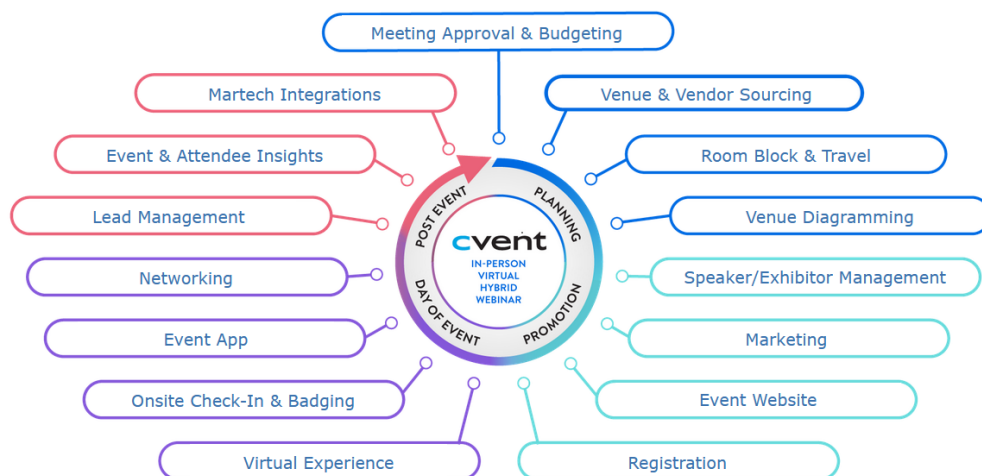 Meeting Approval & Budgeting
Martech Integrations
Venue & Vendor Sourcing
Event & Attendee Insights
Room Block & Travel
Lead Management
Venue Diagramming
Networking
Speaker/Exhibitor Management
Event App
Marketing
Onsite Check-In & Badging
Event Website
Virtual Experience
Registration
POST EVENT
PLANNING
DAY OF EVENT
PROMOTION
cvent
IN-PERSON
VIRTUAL
HYBRID
WEBINAR